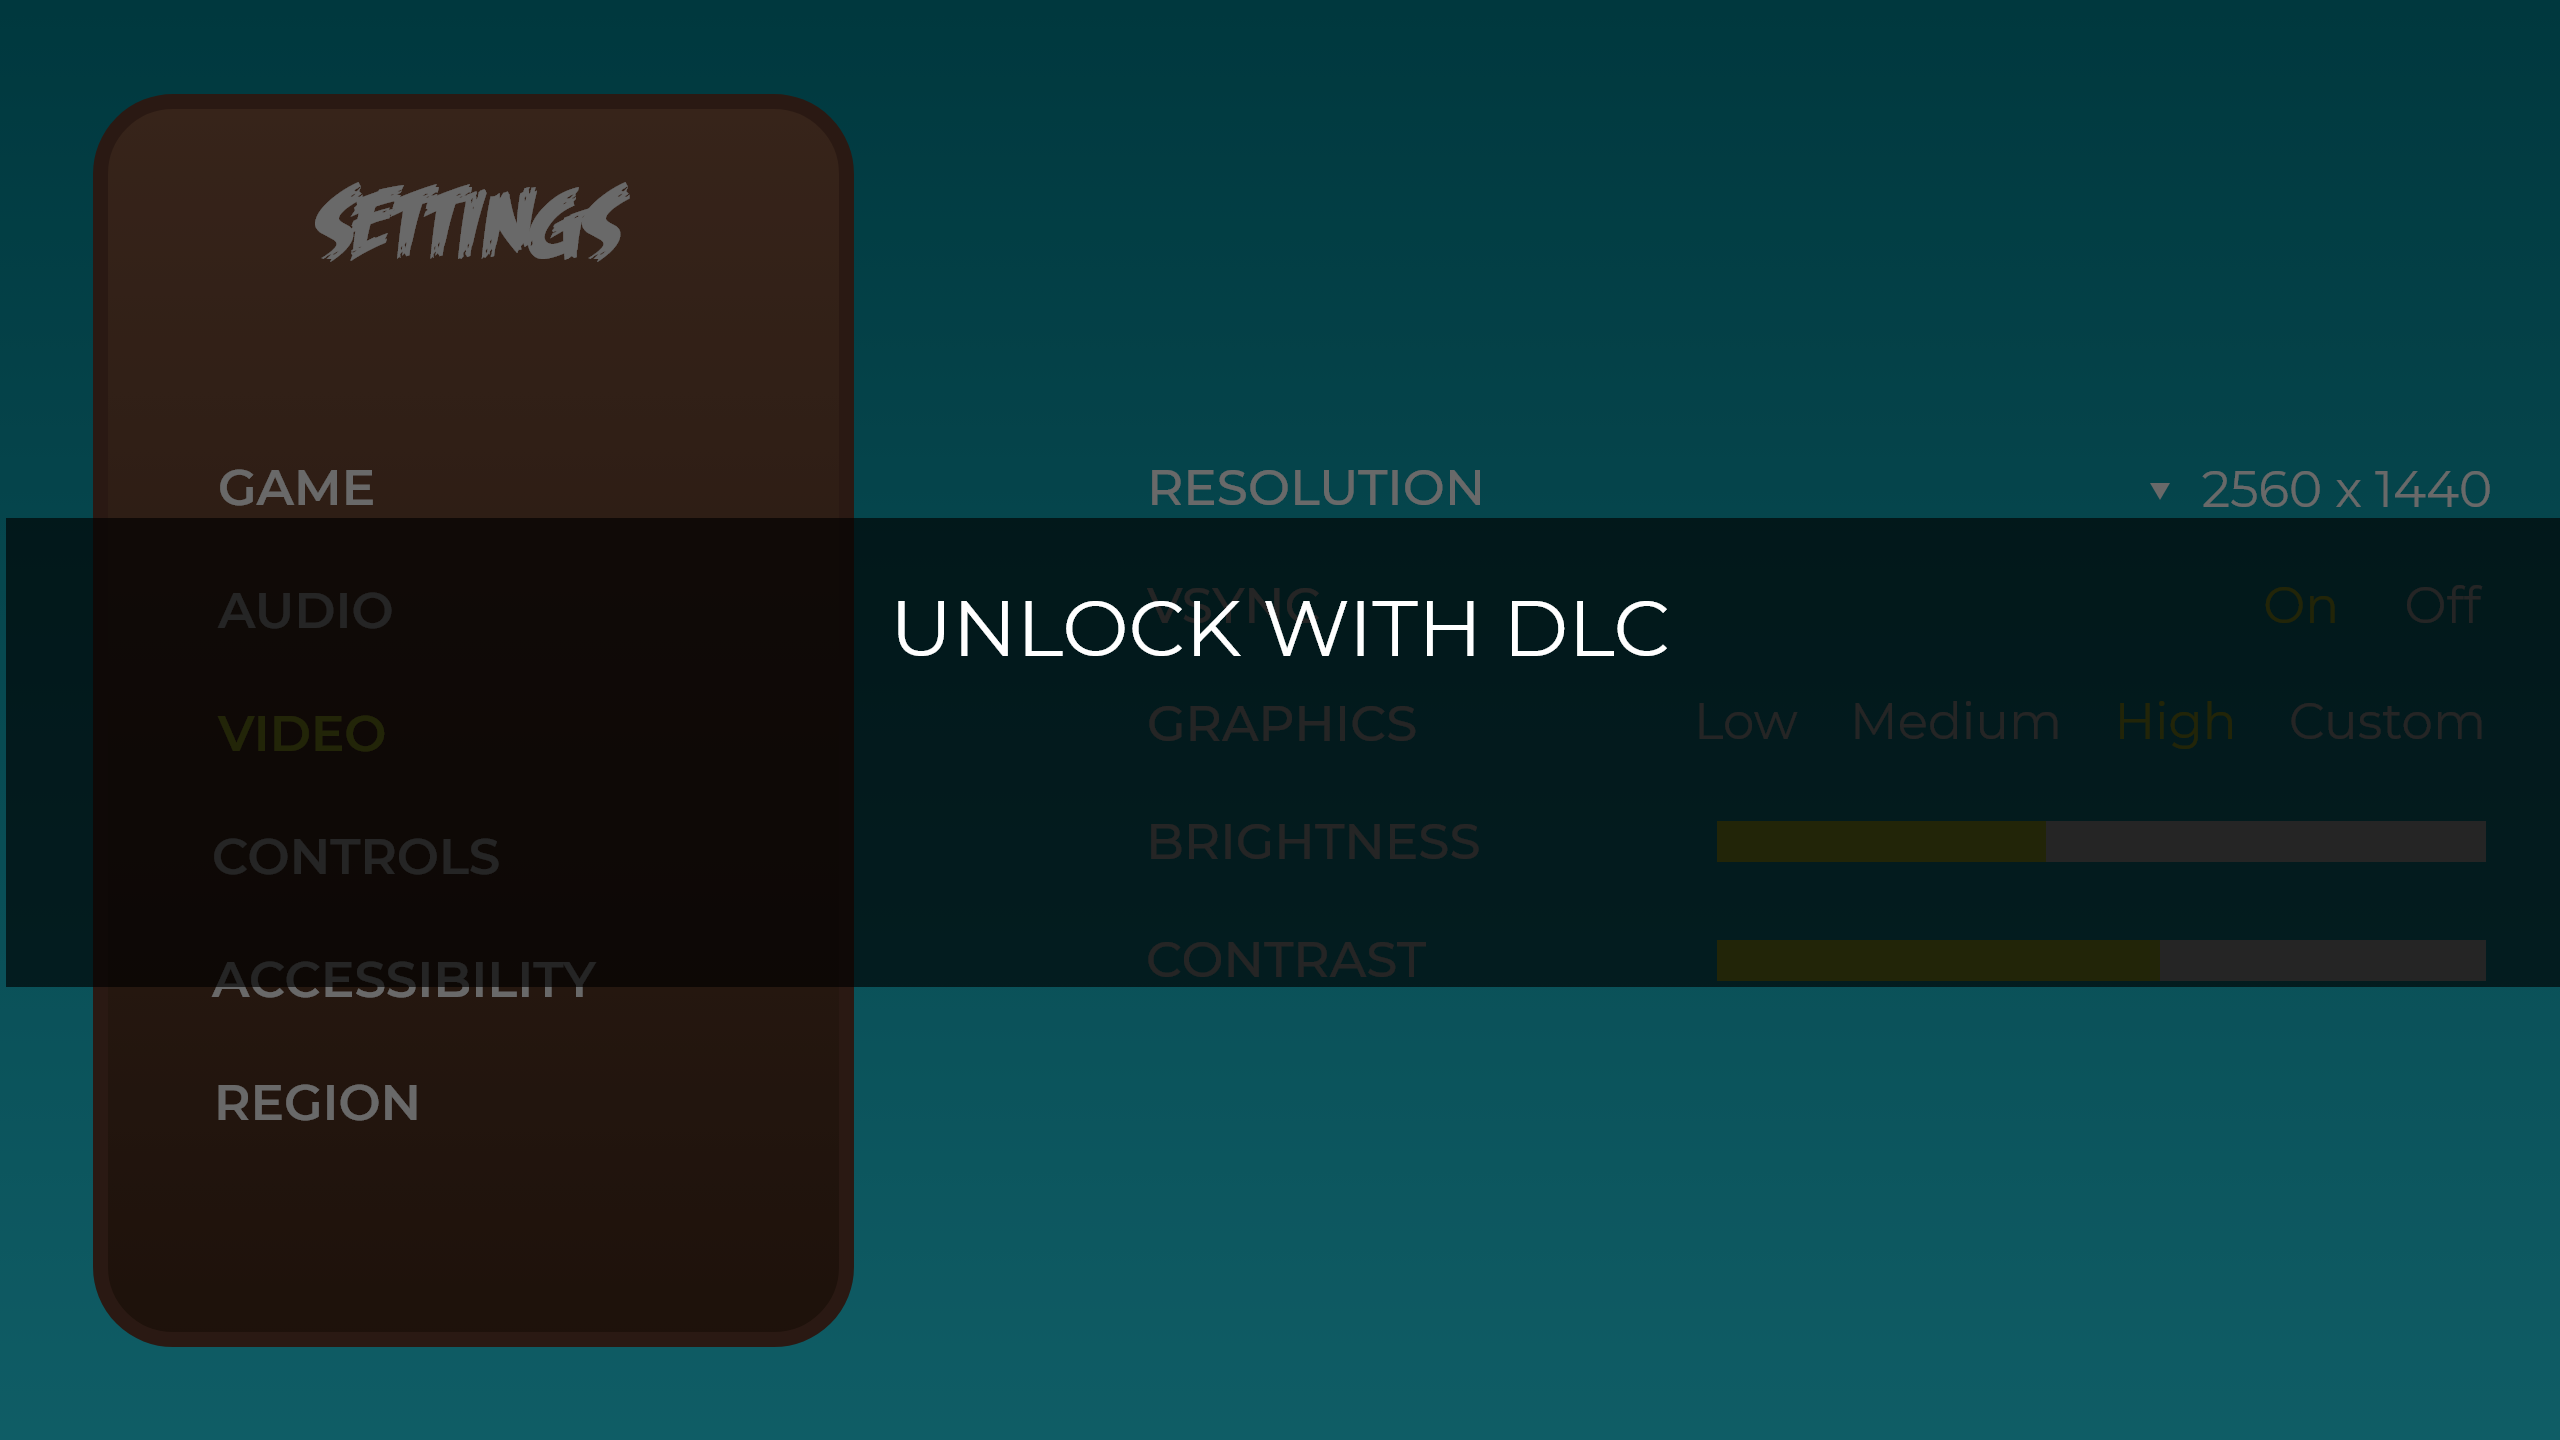 SETTINGS
GAME
AUDIO
VIDEO
CONTROLS
ACCESSIBILITY
REGION
RESOLUTION
▼ 2560 x 1440
VSYNC
On Off
UNLOCK WITH DLC
GRAPHICS
Low Medium High Custom
BRIGHTNESS
CONTRAST